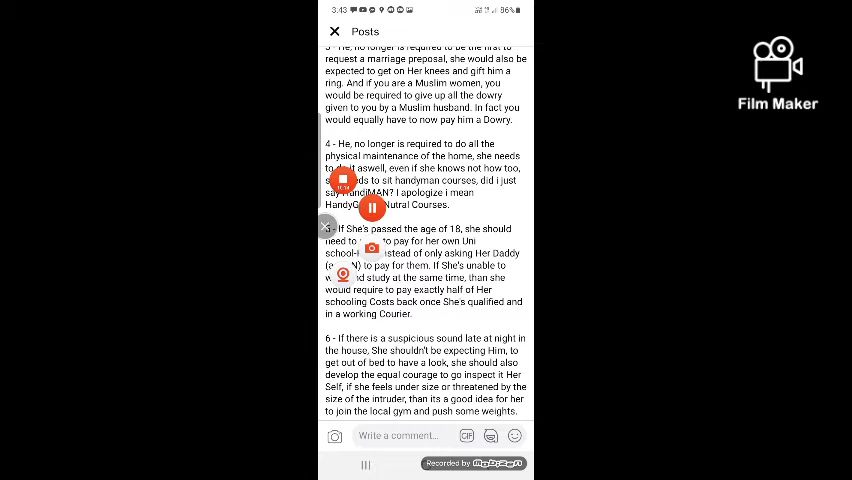 3:43
86%
Posts
3 - He, no longer is required to be the first to
request a marriage preposal, she would also be
expected to get on Her knees and gift him a
ring. And if you are a Muslim women, you
would be required to give up all the dowry
given to you by a Muslim husband. In fact you
would equally have to now pay him a Dowry.
4 - He, no longer is required to do all the
physical maintenance of the home, she needs
to do it aswell, even if she knows not how too,
needs to sit handyman courses, did i just
say HandiMAN? I apologize i mean
Nutral Courses.
- If She's passed the age of 18, she should
need to to pay for her own Uni
instead of only asking Her Daddy
to pay for them. If She's unable to
and study at the same time, than she
would require to pay exactly half of Her
schooling Costs back once She's qualified and
in a working Courier.
6 - If there is a suspicious sound late at night in
the house, She shouldn't be expecting Him, to
get out of bed to have a look, she should also
develop the equal courage to go inspect it Her
Self, if she feels under size or threatened by the
size of the intruder, than its a good idea for her
to join the local gym and push some weights.
Write a comment...
GIF
Recorded by mobizen
Film Maker